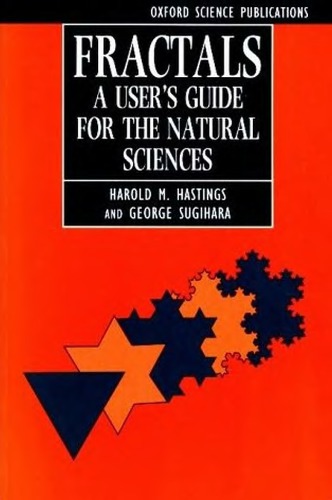 OXFORD SCIENCE PUBLICATIONS
FRACTALS
A USER'S GUIDE
FOR THE NATURAL
SCIENCES
HAROLD M. HASTINGS
AND GEORGE SUGIHARA